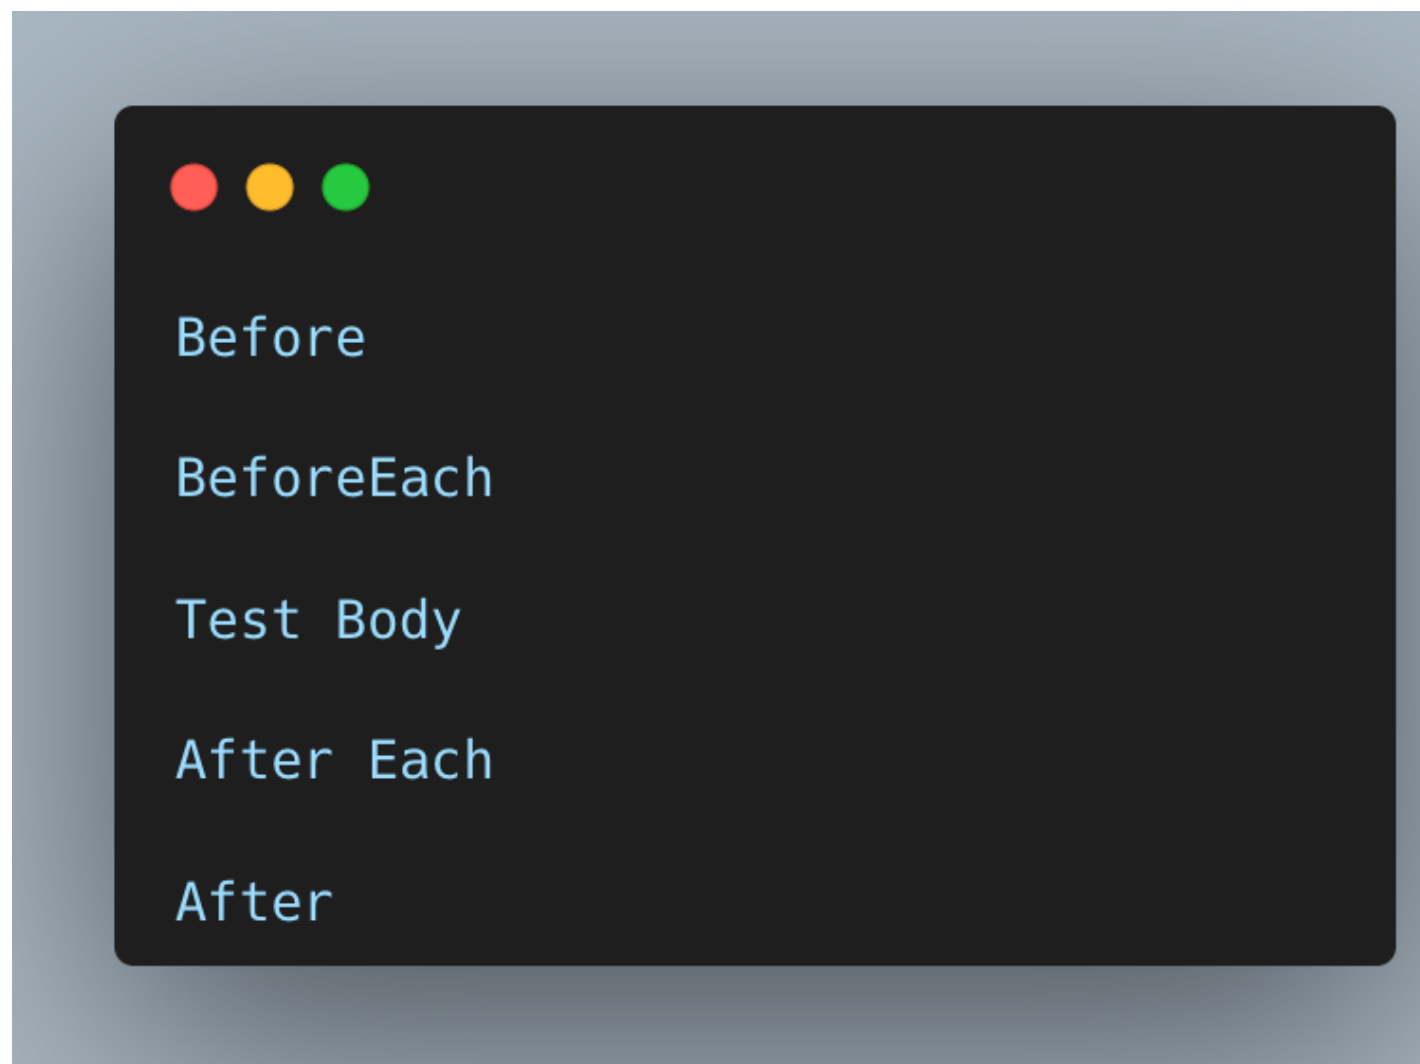 Before
BeforeEach
Test Body
After Each
After